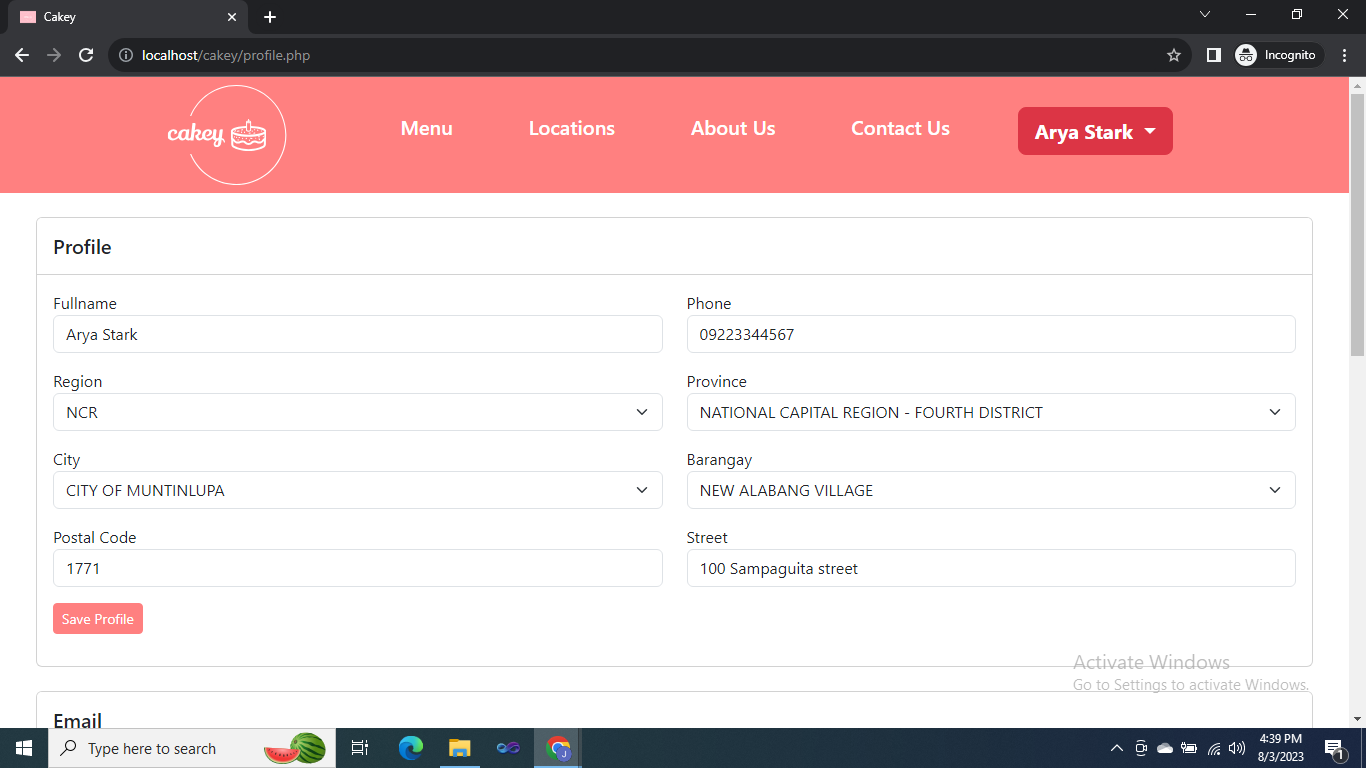 Cakey
localhost/cakey/profile.php
Incognito
cakey
Menu
Locations
About Us
Contact Us
Arya Stark
Profile
Fullname
Phone
Arya Stark
09223344567
Region
Province
NCR
NATIONAL CAPITAL REGION - FOURTH DISTRICT
City
Barangay
CITY OF MUNTINLUPA
NEW ALABANG VILLAGE
Postal Code
Street
1771
100 Sampaguita street
Save Profile
Activate Windows
Go to Settings to activate Windows.
Email
Type here to search
J
4:39 PM
8/3/2023
1